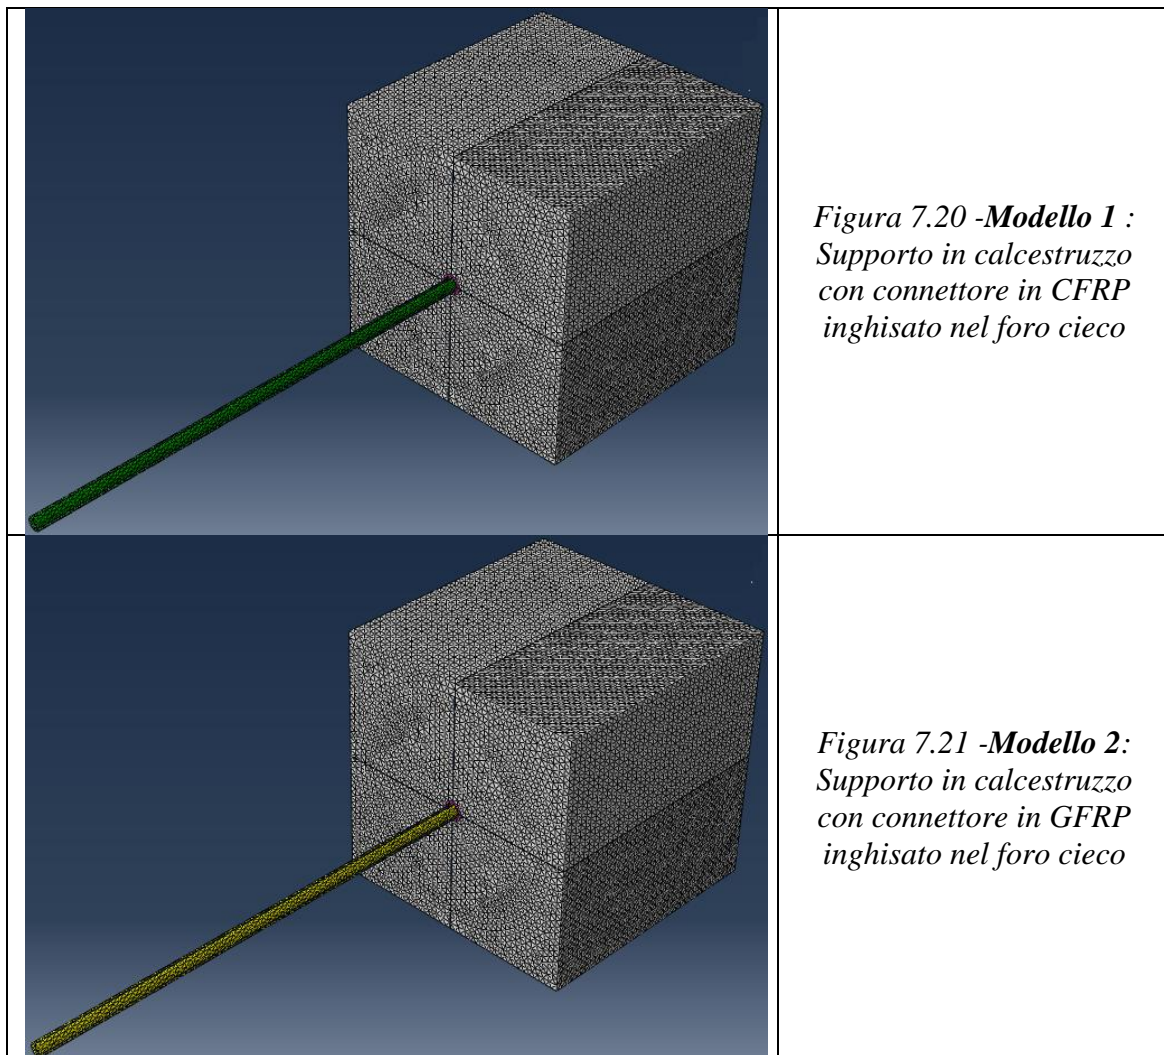 Figura 7.20 -Modello 1 :
Supporto in calcestruzzo
con connettore in CFRP
inghisato nel foro cieco
Figura 7.21 -Modello 2:
Supporto in calcestruzzo
con connettore in GFRP
inghisato nel foro cieco